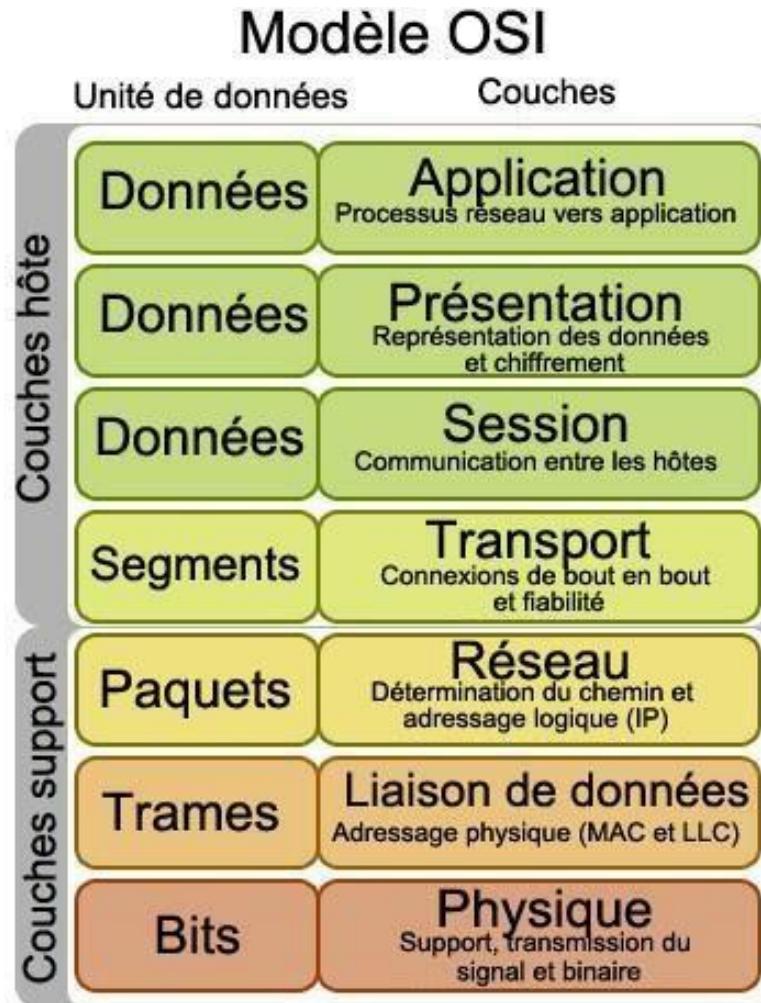 Modèle OSI
Unité de données
Couches
Couches hôte
Données
Application
Processus réseau vers application
Données
Présentation
Représentation des données
et chiffrement
Données
Session
Communication entre les hôtes
Segments
Transport
Connexions de bout en bout
et fiabilité
Couches support
Paquets
Réseau
Détermination du chemin et
adressage logique (IP)
Trames
Liaison de données
Adressage physique (MAC et LLC)
Bits
Physique
Support, transmission du
signal et binaire